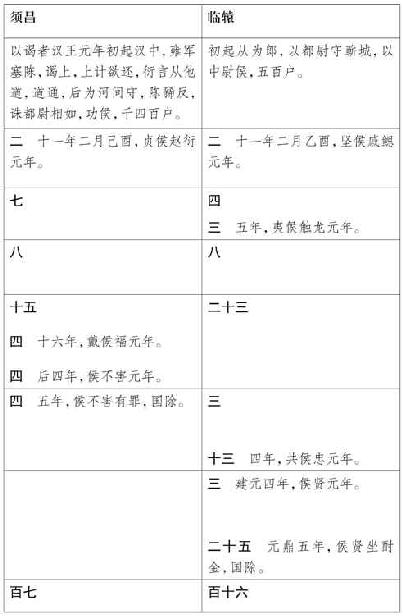 须昌
以谒者汉王元年初起汉中，雍军
塞陈，谒上，上计欲还，衍言从他
道，道通，后为河间守，陈豨反，
诛都尉相如，功侯，千四百户。
二　十一年二月己酉，贞侯赵衍
元年。
七
八
十五
四　十六年，戴侯福元年。
四　后四年，侯不害元年。
四　五年，侯不害有罪，国除。
百七
临辕
初起从为郎，以都尉守蕲城，以
中尉侯，五百户。
二　十一年二月乙酉，坚侯戚鳃
元年。
四
三　五年，夷侯触龙元年。
八
二十三
三
十三　四年，共侯忠元年。
三　建元四年，侯贤元年。
二十五　元鼎五年，侯贤坐酎
金，国除。
百十六